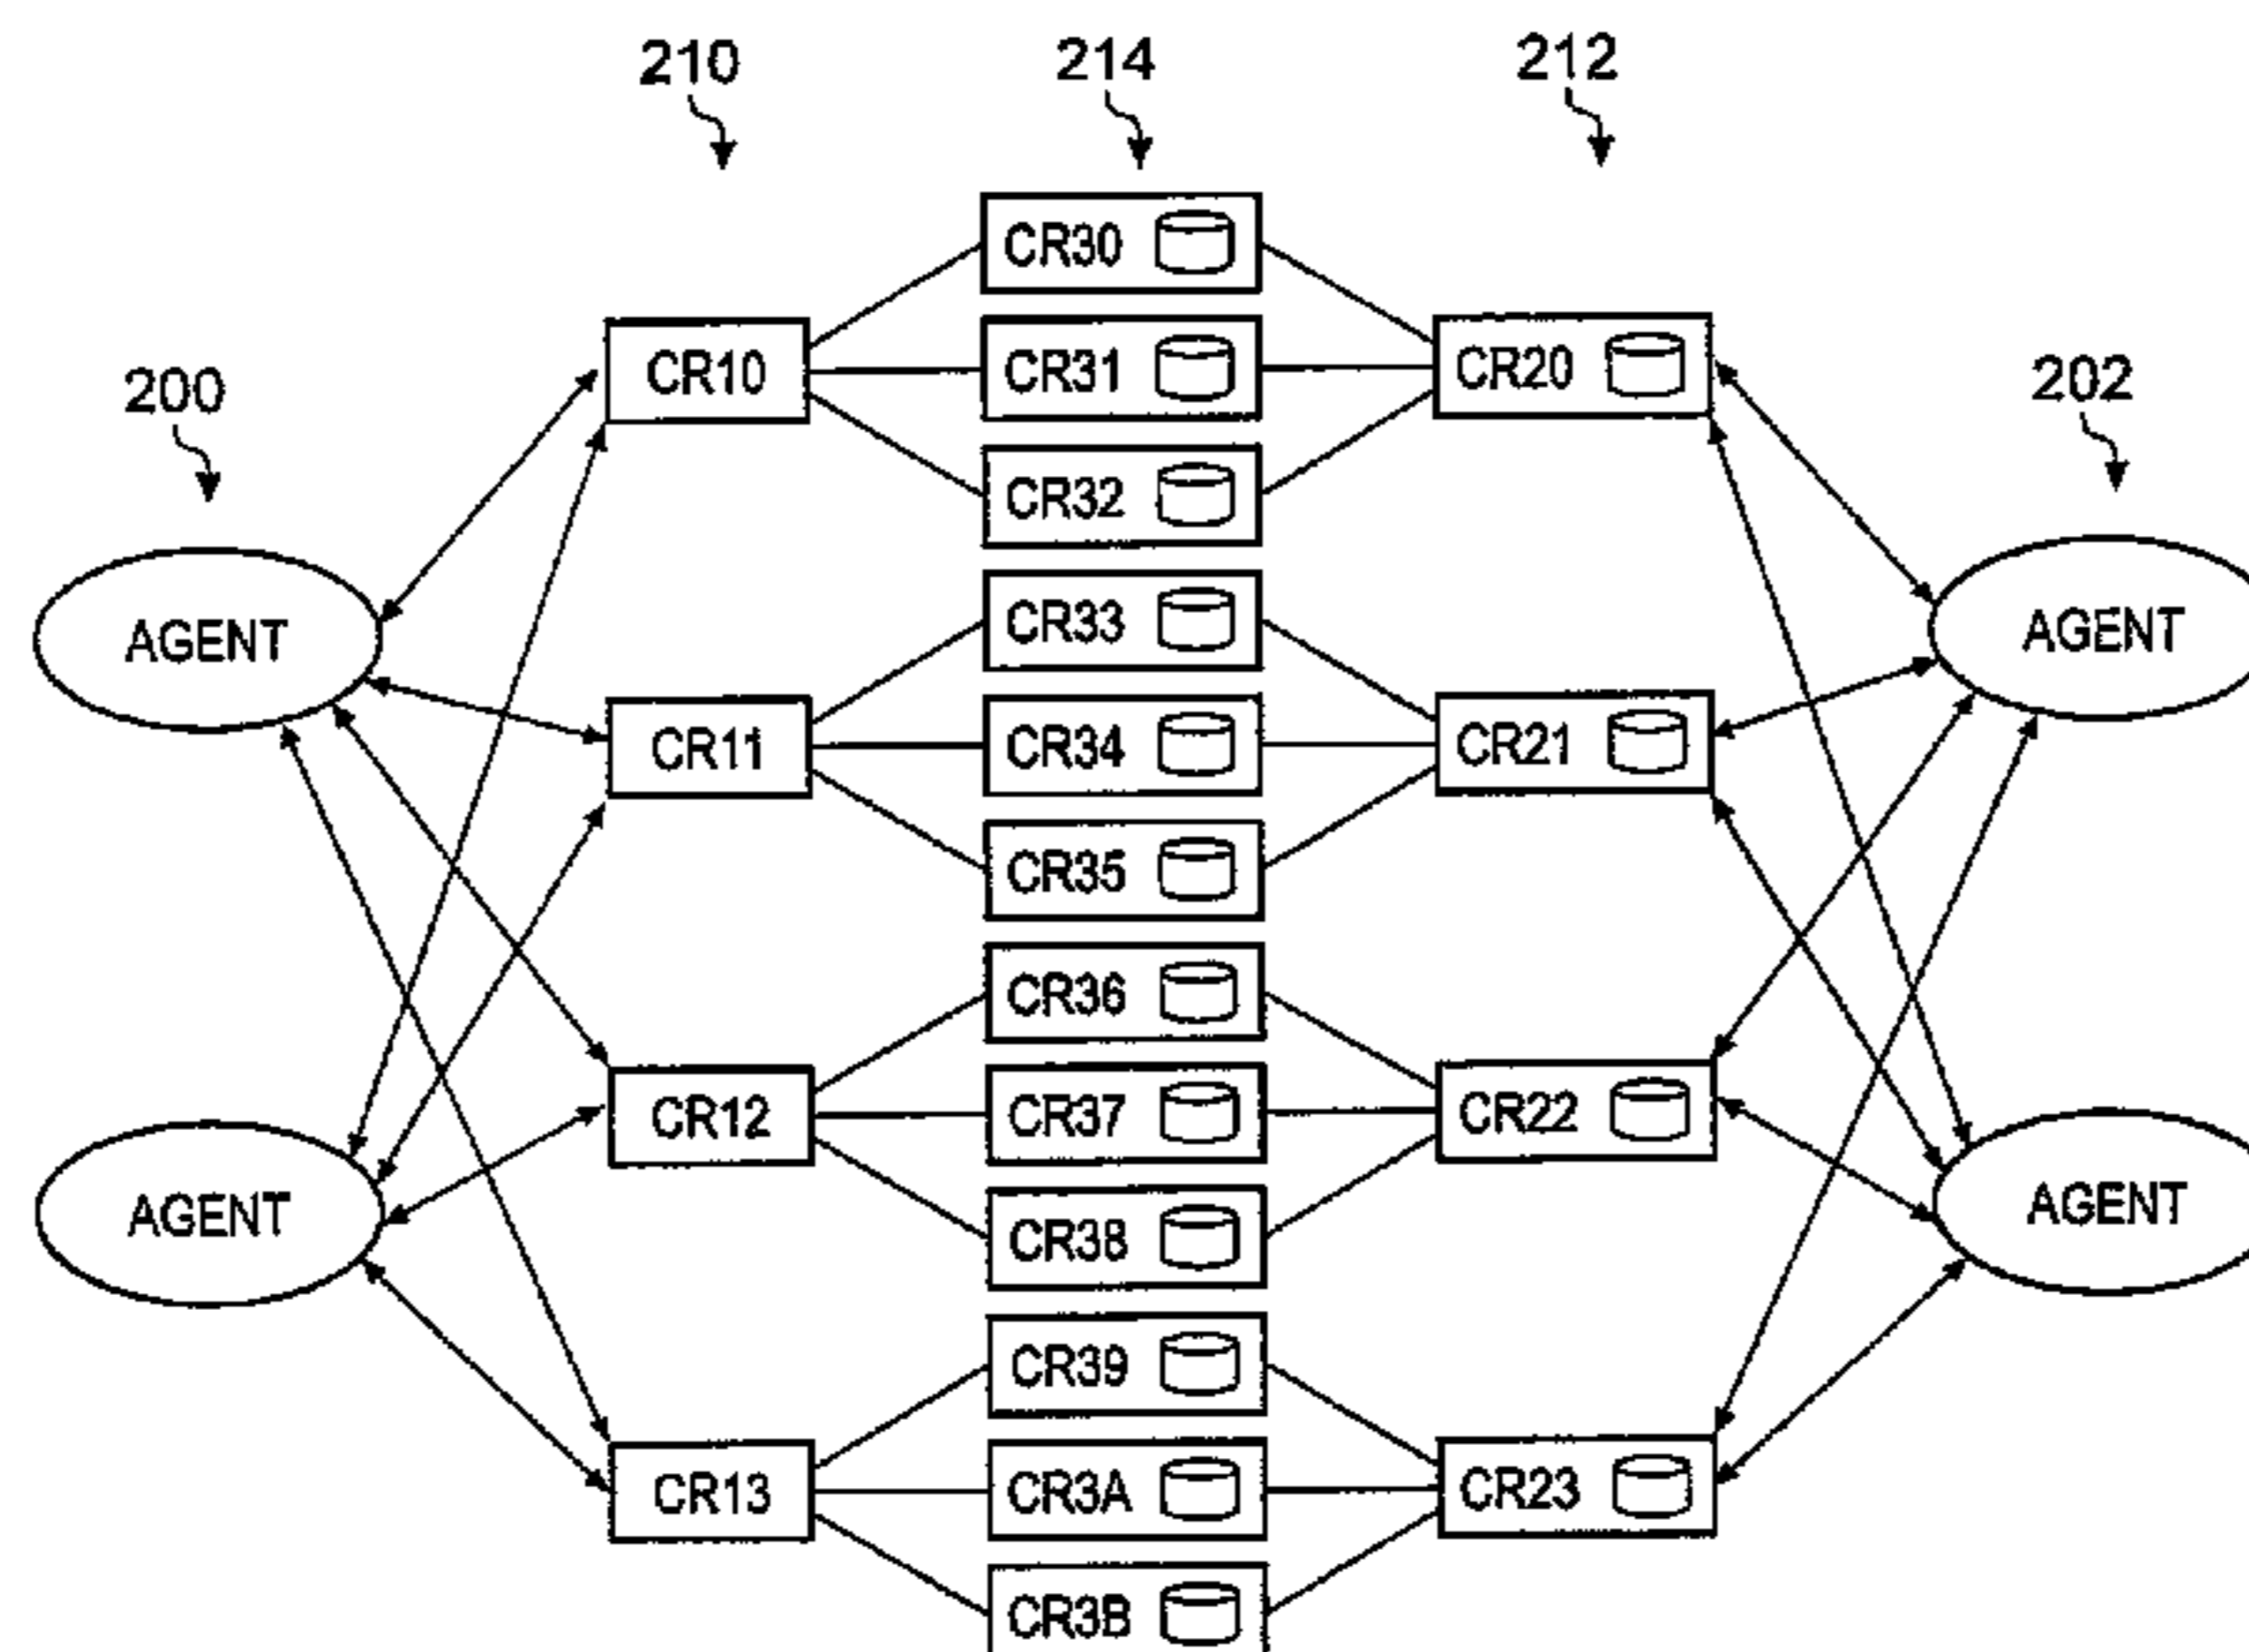 210 214 212
CR30
CR10 CR31 CR20
200 202
CR32
AGENT CR33 AGENT
CR11 CR34 CR21
CR35
CR36
CR12 CR37 CR22
AGENT CR38 AGENT
CR39
CR13 CR3A CR23
CR3B